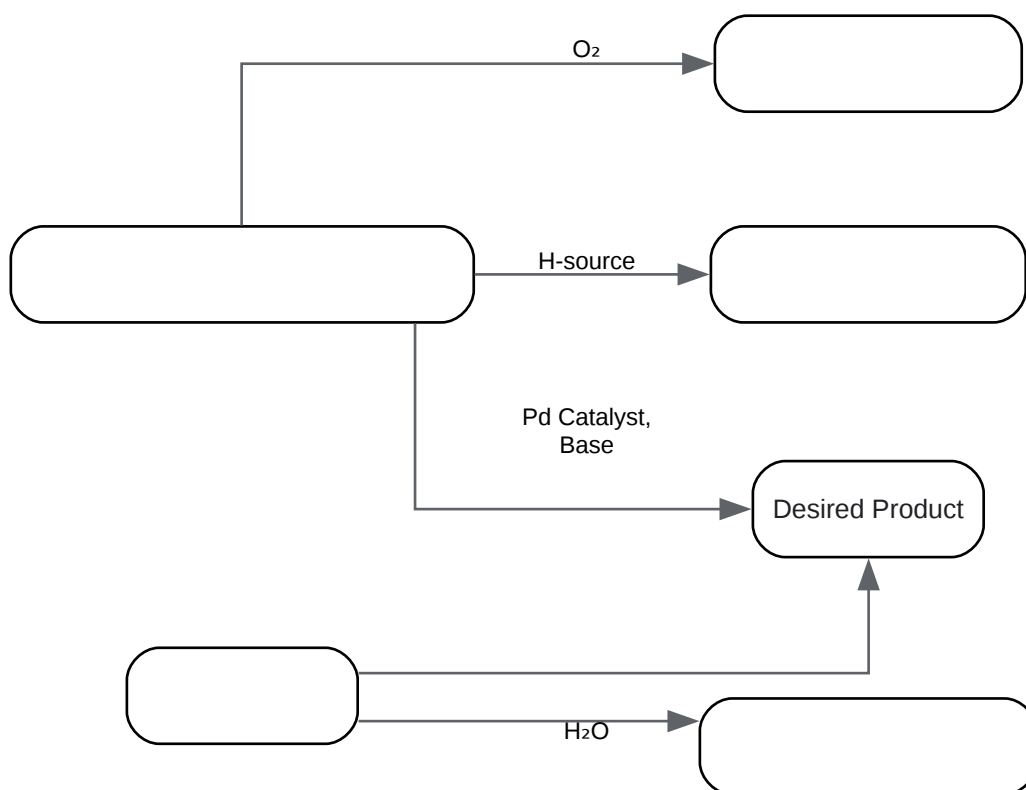 O₂
H-source
Pd Catalyst,
Base
Desired Product
H₂O